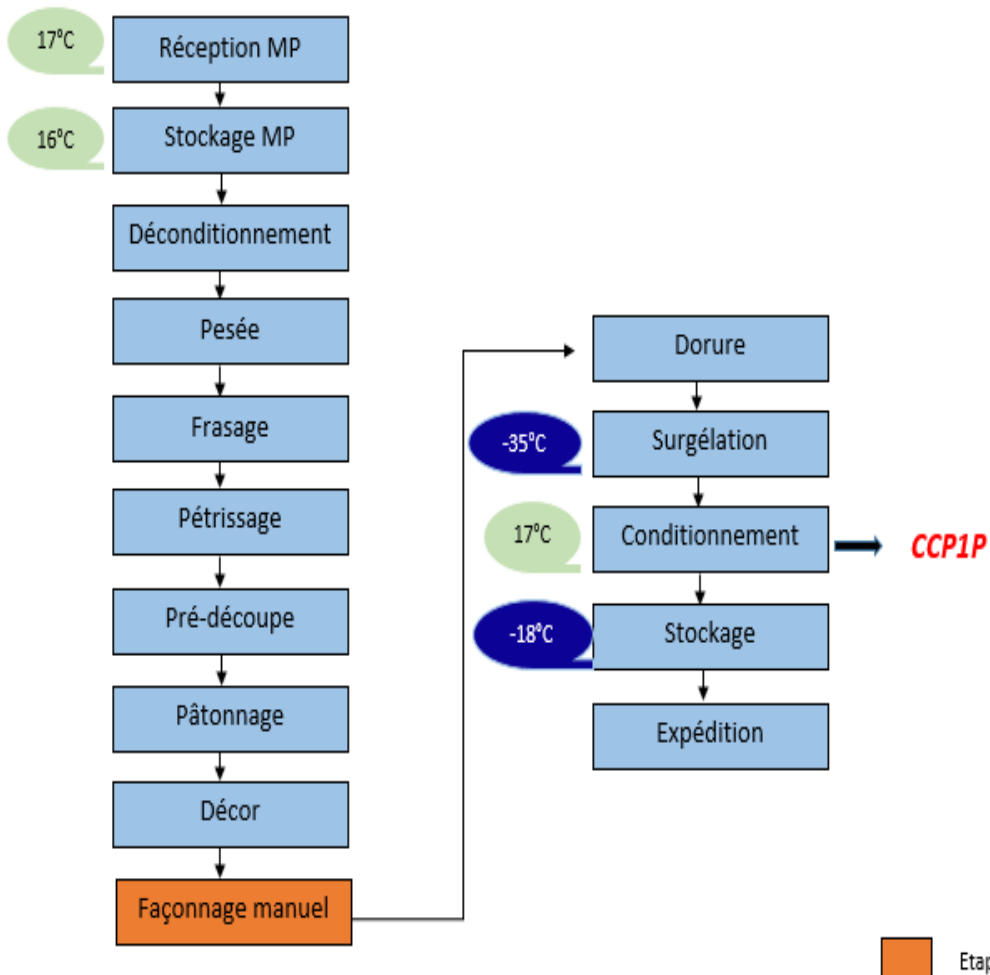 17°C
Réception MP
16°C
Stockage MP
Déconditionnement
Pesée
Frasage
Pétrissage
Pré-découpe
Pâtonnage
Décor
Façonnage manuel
Dorure
-35°C
Surgélation
17°C
Conditionnement
CCP1P
-18°C
Stockage
Expédition